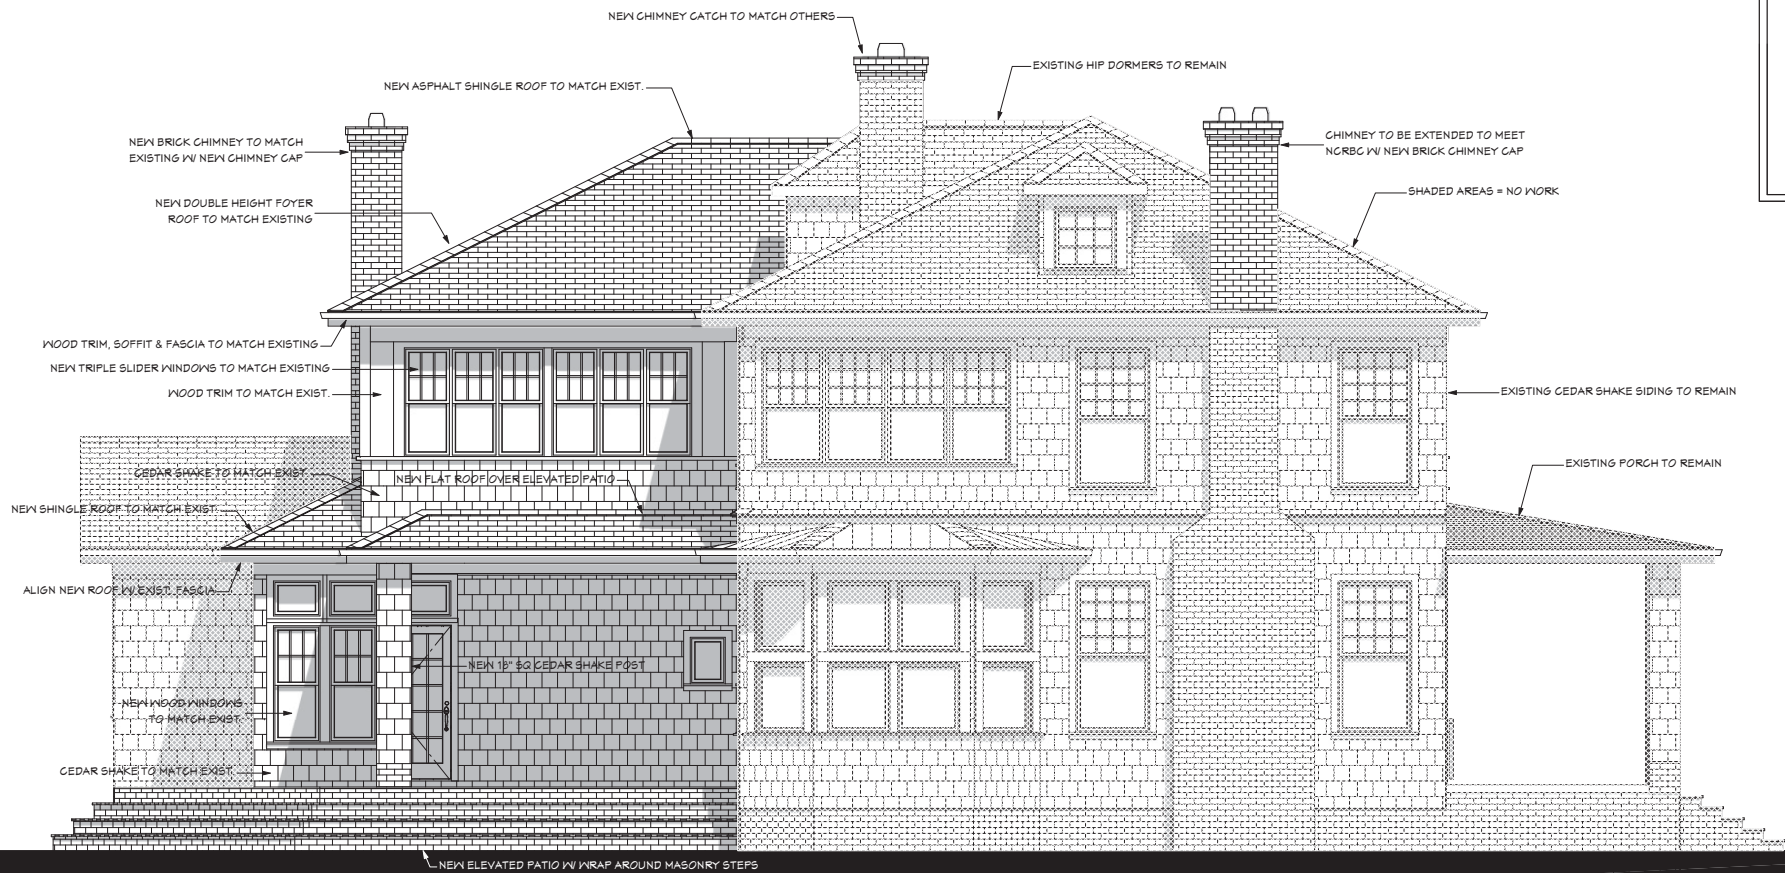 NEW CHIMNEY CATCH TO MATCH OTHERS
EXISTING HIP DORMERS TO REMAIN
NEW ASPHALT SHINGLE ROOF TO MATCH EXIST.
NEW BRICK CHIMNEY TO MATCH
EXISTING W/ NEW CHIMNEY CAP
CHIMNEY TO BE EXTENDED TO MEET
NCRBC W/ NEW BRICK CHIMNEY CAP
SHADED AREAS = NO WORK
NEW DOUBLE HEIGHT FOYER
ROOF TO MATCH EXISTING
WOOD TRIM, SOFFIT & FASCIA TO MATCH EXISTING
NEW TRIPLE SLIDER WINDOWS TO MATCH EXISTING
WOOD TRIM TO MATCH EXIST.
EXISTING CEDAR SHAKE SIDING TO REMAIN
EXISTING PORCH TO REMAIN
CEDAR SHAKE TO MATCH EXIST.
NEW FLAT ROOF OVER ELEVATED PATIO
NEW SHINGLE ROOF TO MATCH EXIST.
ALIGN NEW ROOF W/ EXIST. FASCIA
NEW 18" SQ CEDAR SHAKE POST
NEW WOOD WINDOWS
TO MATCH EXIST.
CEDAR SHAKE TO MATCH EXIST.
NEW ELEVATED PATIO W/ WRAP AROUND MASONRY STEPS